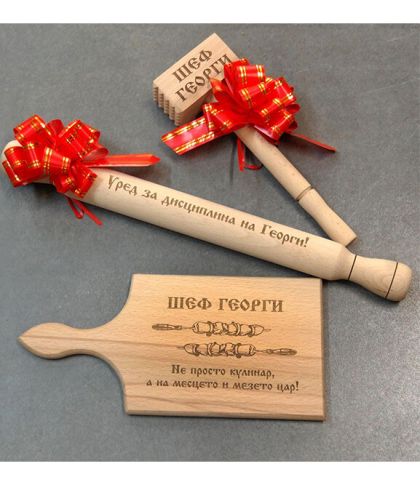 ШЕФ
ГЕОРГИ
Уред за дисциплина на Георги!
ШЕФ ГЕОРГИ
Не просто кулинар,
а на месцето и мезето цар!